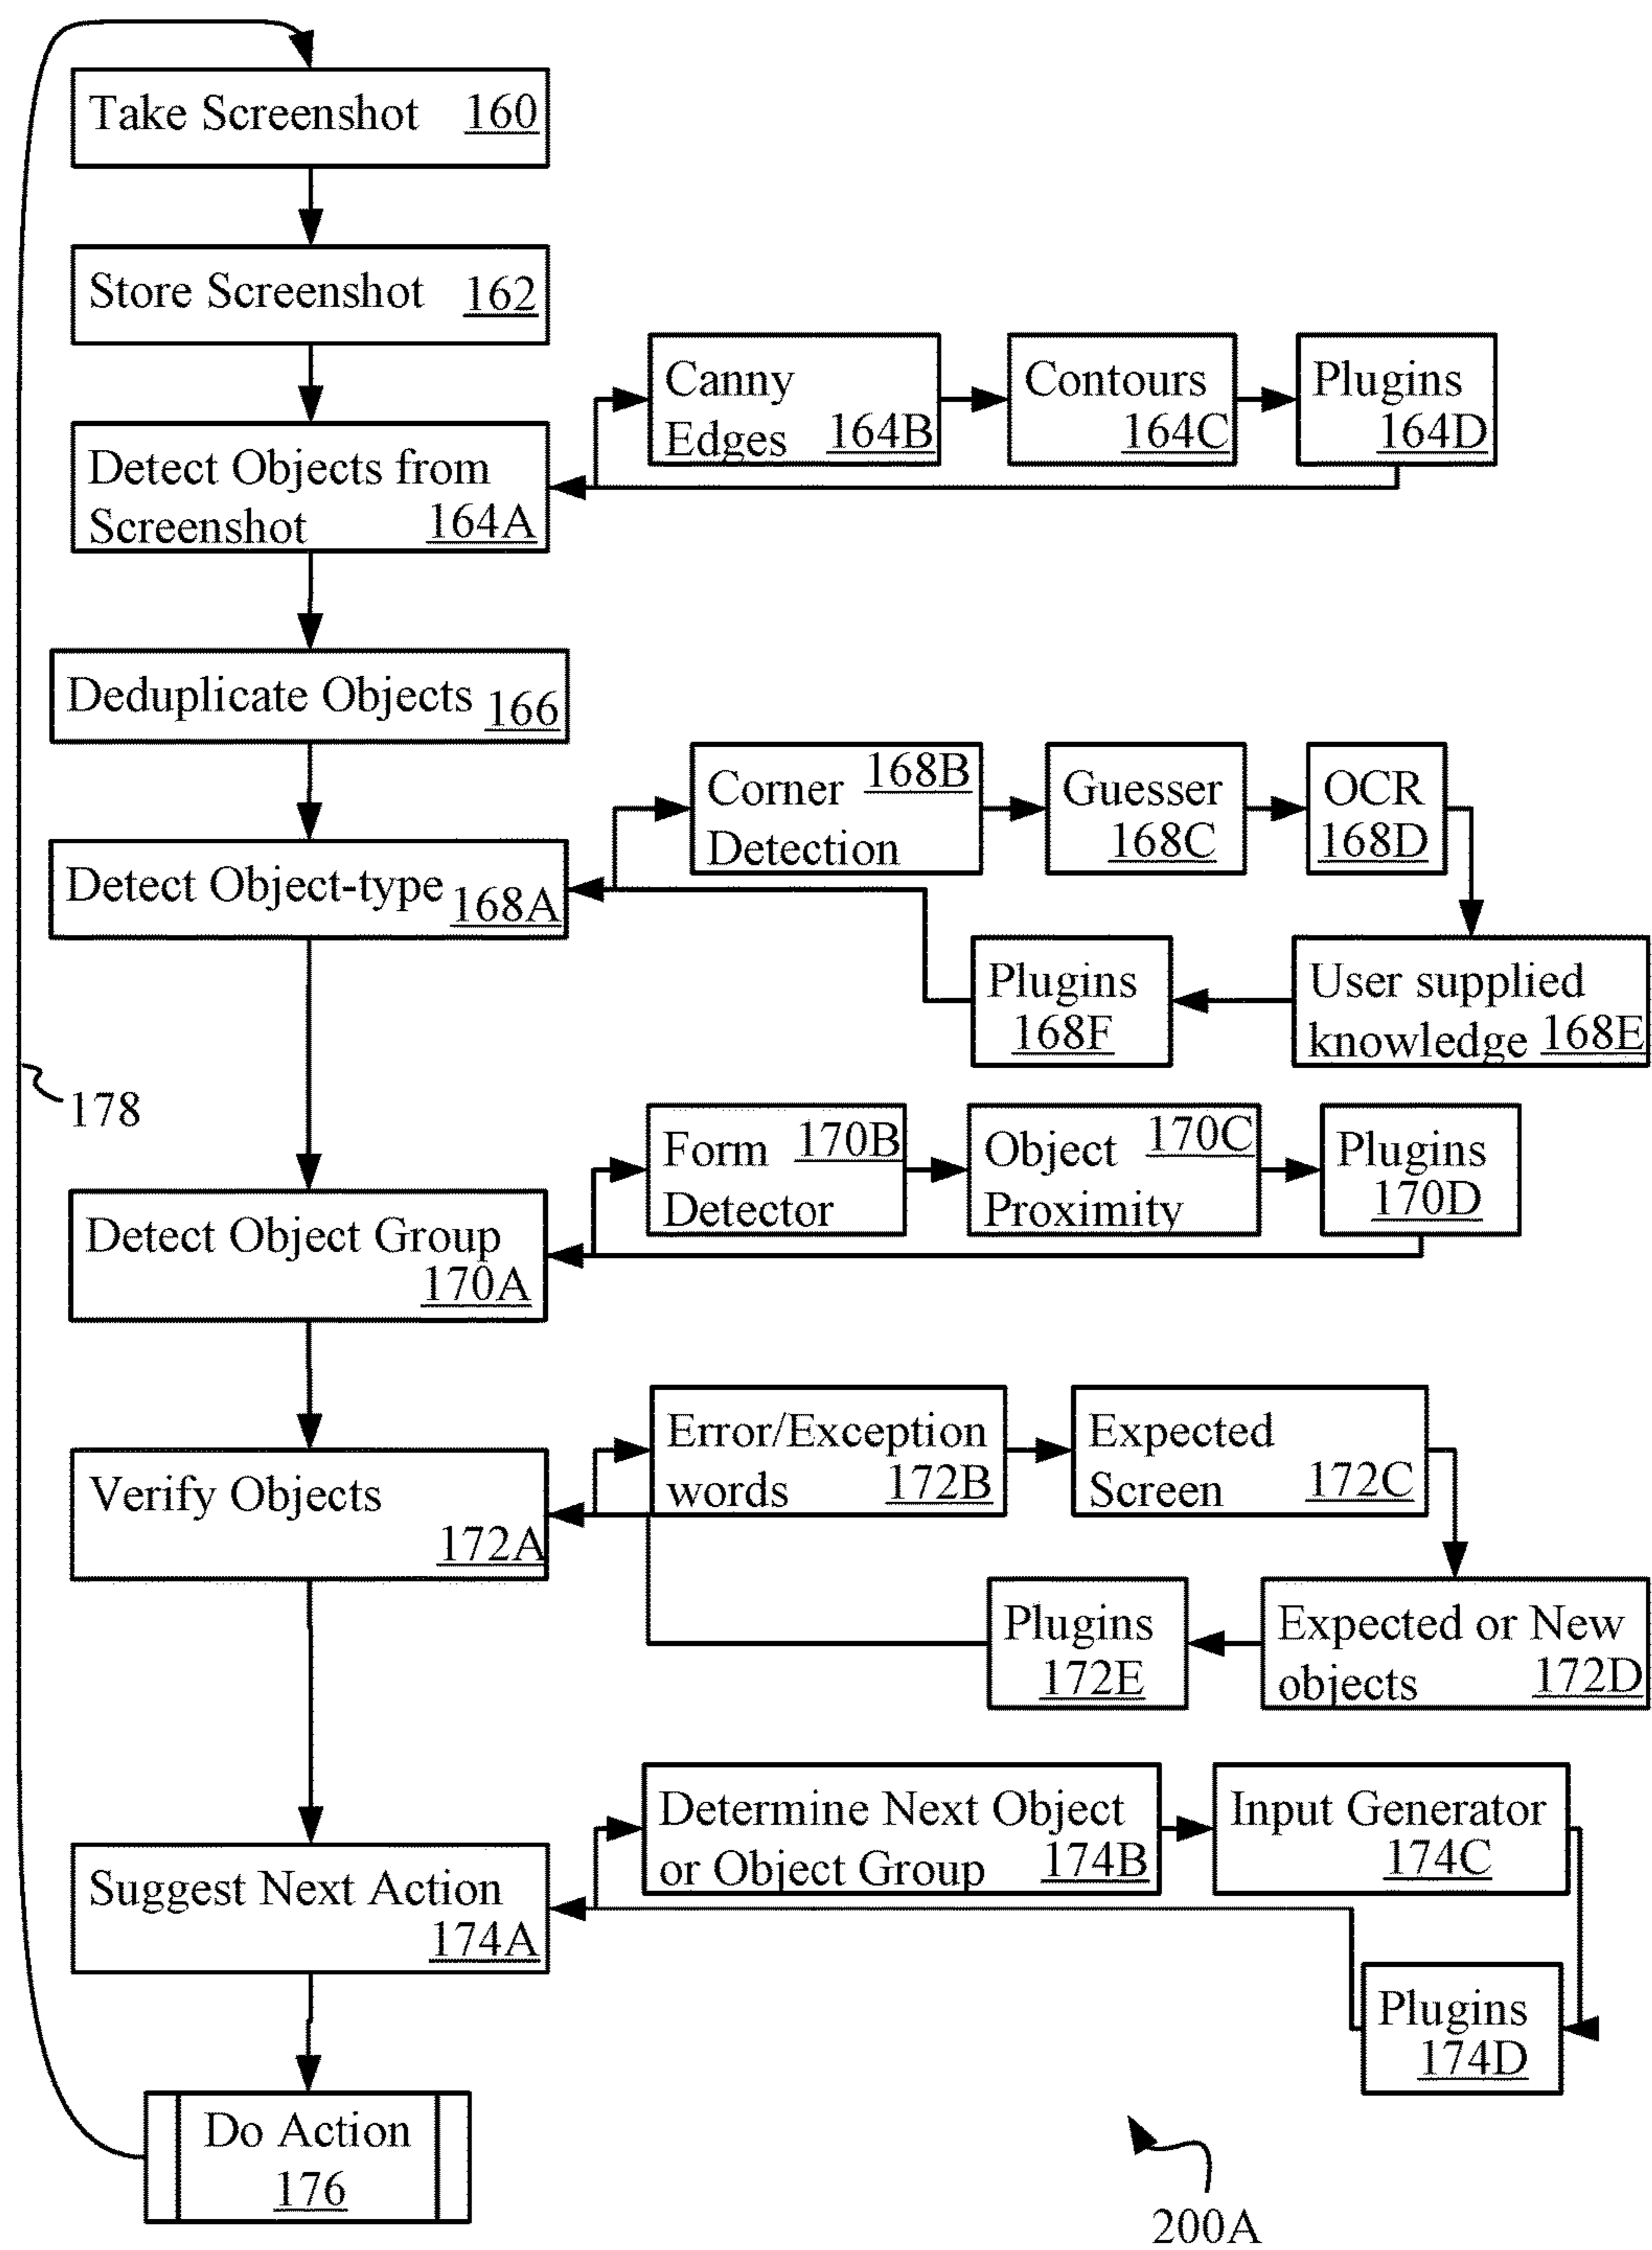 Take Screenshot 160
Store Screenshot 162
Canny
Edges 164B
Contours
164C
Plugins
164D
Detect Objects from
Screenshot 164A
Deduplicate Objects 166
Corner 168B
Detection
Guesser
168C
OCR
168D
Detect Object-type 168A
User supplied
knowledge 168E
Plugins
168F
178
Form 170B
Detector
Object 170C
Proximity
Plugins
170D
Detect Object Group
170A
Error/Exception
words 172B
Expected
Screen 172C
Verify Objects
172A
Expected or New
objects 172D
Plugins
172E
Determine Next Object
or Object Group 174B
Input Generator
174C
Suggest Next Action
174A
Plugins
174D
Do Action
176
200A